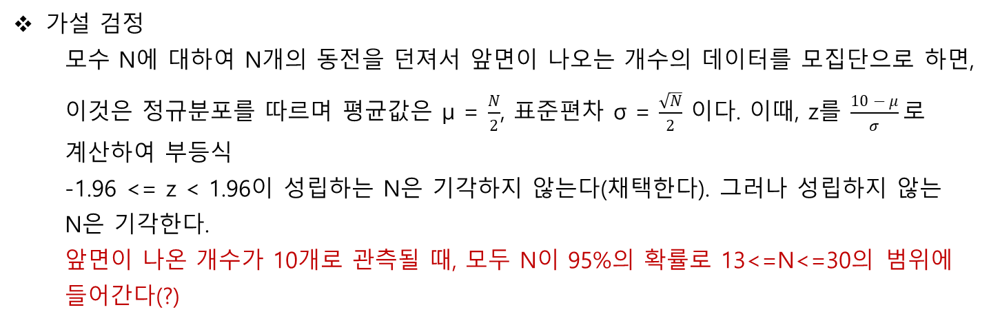 ❖ 가설 검정
모수 N에 대하여 N개의 동전을 던져서 앞면이 나오는 개수의 데이터를 모집단으로 하면,
이것은 정규분포를 따르며 평균값은 μ = N/2, 표준편차 σ = √N/2 이다. 이때, z를 (10 − μ)/σ 로
계산하여 부등식
-1.96 <= z < 1.96이 성립하는 N은 기각하지 않는다(채택한다). 그러나 성립하지 않는
N은 기각한다.
앞면이 나온 개수가 10개로 관측될 때, 모두 N이 95%의 확률로 13<=N<=30의 범위에
들어간다(?)